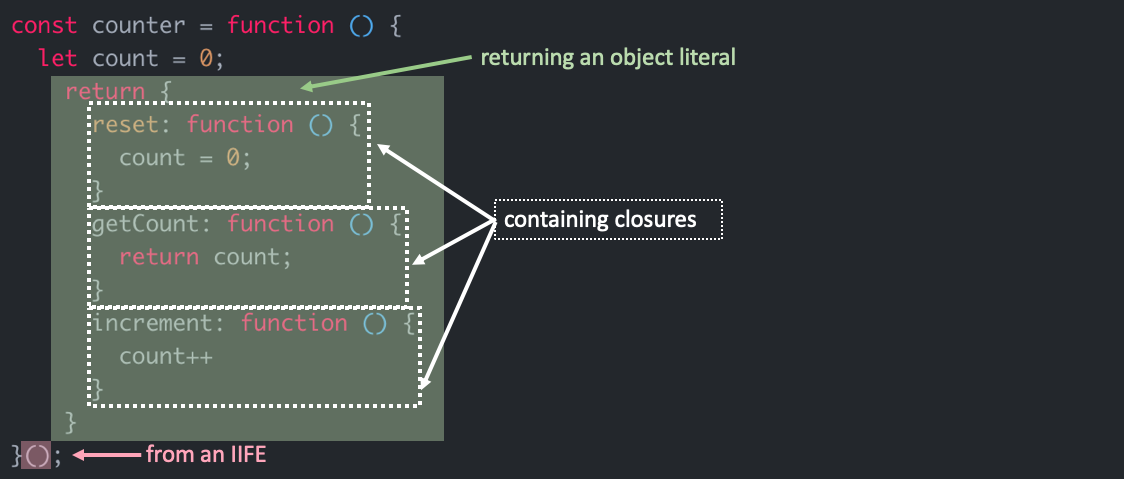 const counter = function () {
let count = 0;
returning an object literal
return {
reset: function () {
count = 0;
}
containing closures
getCount: function () {
return count;
}
increment: function () {
count++
}
}
}();
from an IIFE